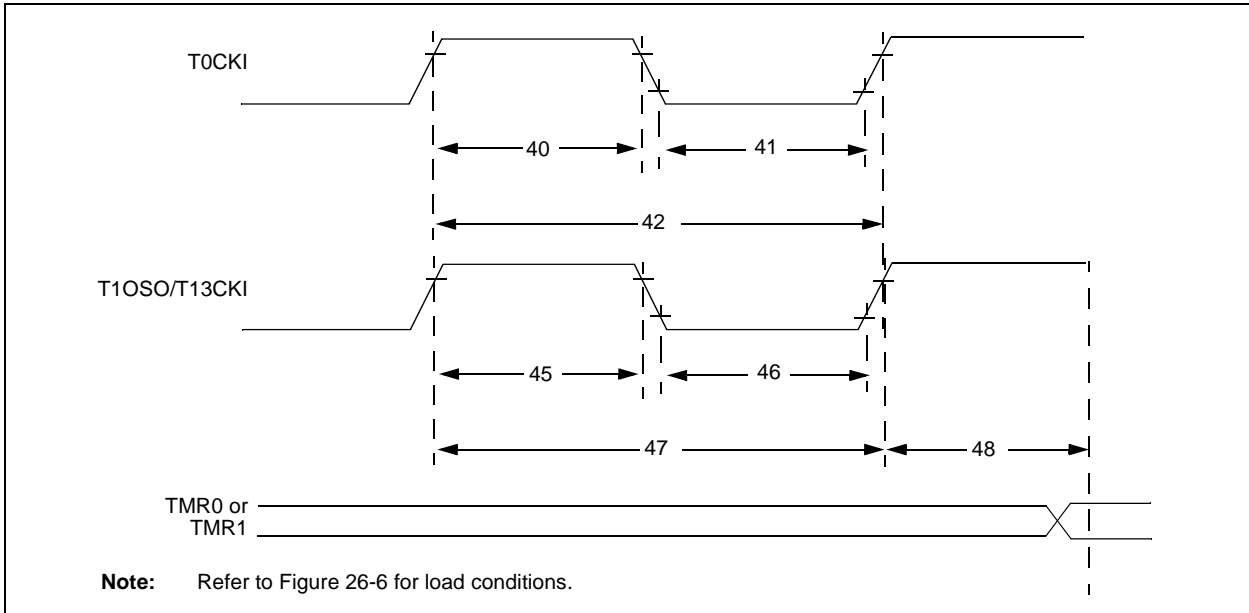 T0CKI
40
41
42
T1OSO/T13CKI
45
46
47
48
TMR0 or
TMR1
Note: Refer to Figure 26-6 for load conditions.